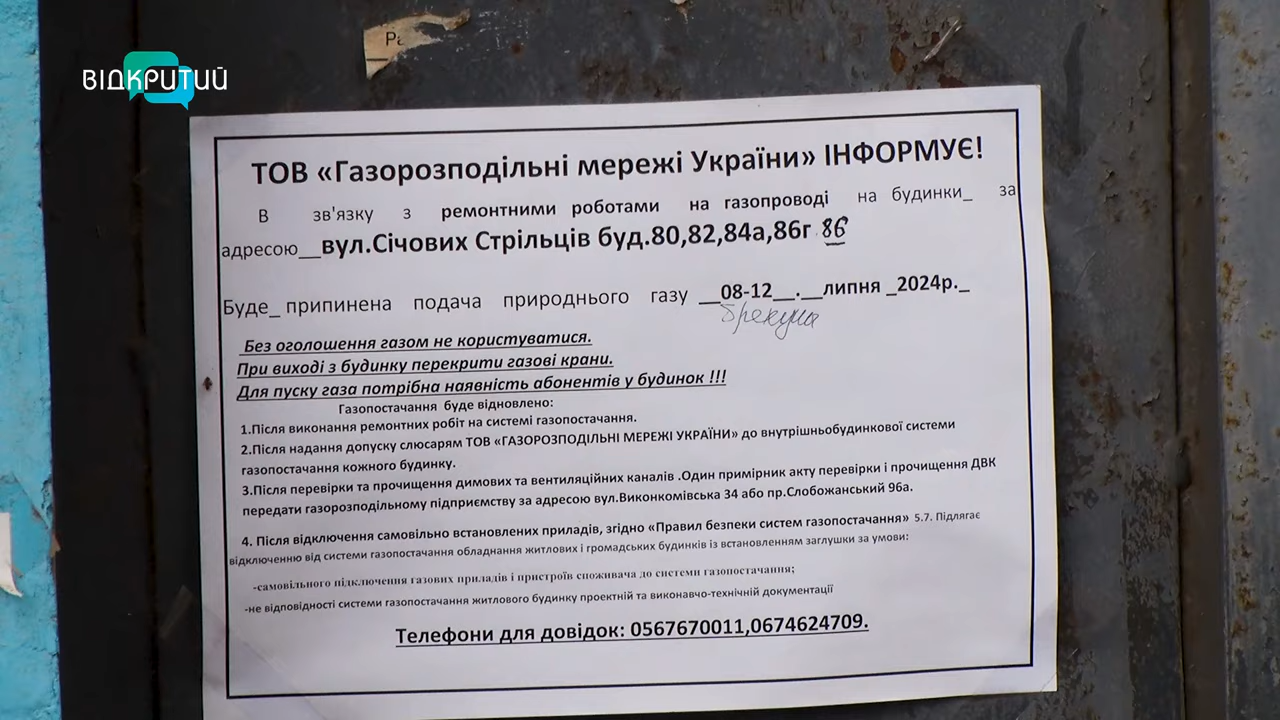 Ра
ВІДКРИТИЙ
ТОВ «Газорозподільні мережі України» ІНФОРМУЄ!
В зв'язку з ремонтними роботами на газопроводі на будинки_ за
адресою__вул.Січових Стрільців буд.80,82,84а,86г 86
Буде_ припинена подача природнього газу __08-12__.__липня _2024р._
Без оголошення газом не користуватися.
При виході з будинку перекрити газові крани.
Для пуску газа потрібна наявність абонентів у будинок !!!
Газопостачання буде відновлено:
1.Після виконання ремонтних робіт на системі газопостачання.
2.Після надання допуску слюсарям ТОВ «ГАЗОРОЗПОДІЛЬНІ МЕРЕЖІ УКРАЇНИ» до внутрішньобудинкової системи
газопостачання кожного будинку.
3.Після перевірки та прочищення димових та вентиляційних каналів .Один примірник акту перевірки і прочищення ДВК
передати газорозподільному підприємству за адресою вул.Виконкомівська 34 або пр.Слобожанський 96а.
4. Після відключення самовільно встановлених приладів, згідно «Правил безпеки систем газопостачання» 5.7. Підлягає
відключенню від системи газопостачання обладнання житлових і громадських будинків із встановленням заглушки за умови:
-самовільного підключення газових приладів і пристроїв споживача до системи газопостачання;
-не відповідності системи газопостачання житлового будинку проектній та виконавчо-технічній документації
Телефони для довідок: 0567670011,0674624709.